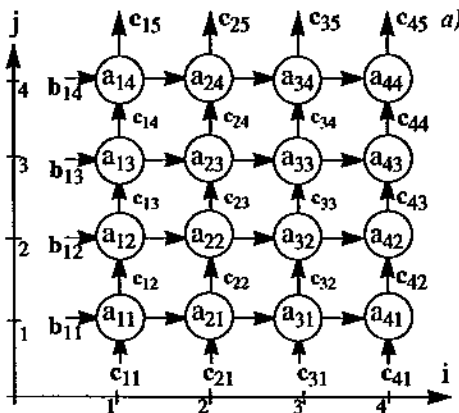 j c15 c25 c35 c45 a)
4 b14 a14 a24 a34 a44
c14 c24 c34 c44
3 b13 a13 a23 a33 a43
c13 c23 c33 c43
2 b12 a12 a22 a32 a42
c12 c22 c32 c42
1 b11 a11 a21 a31 a41
c11 c21 c31 c41 i
1 2 3 4